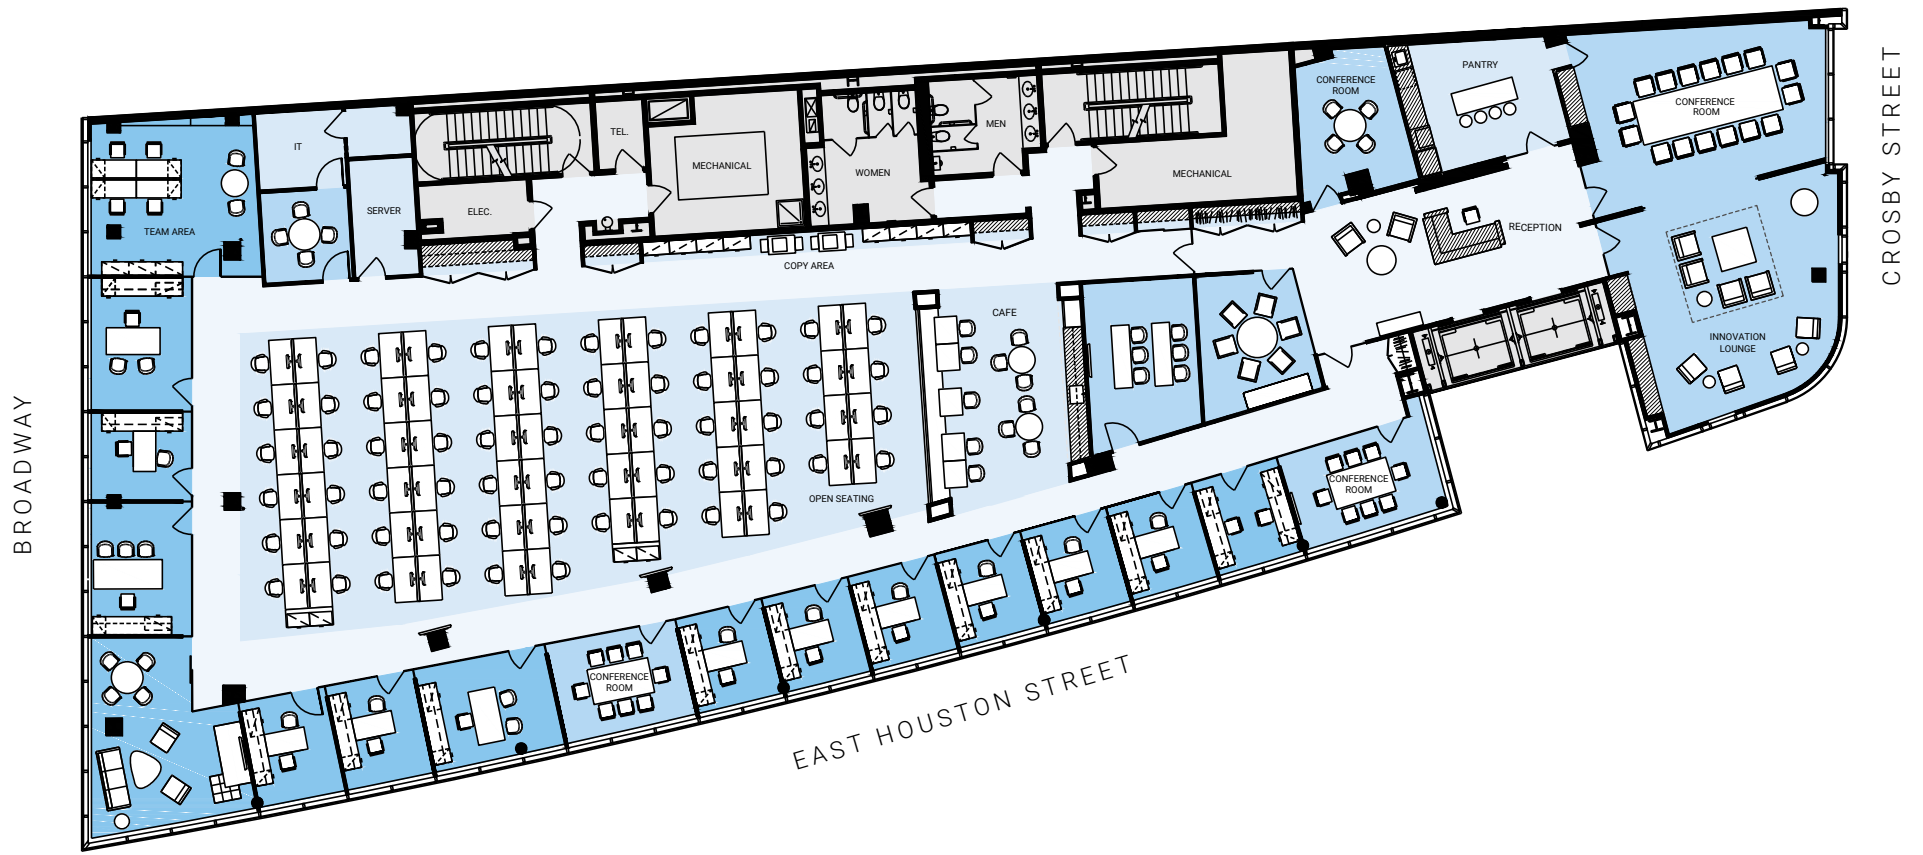 CONFERENCE
ROOM
PANTRY
CONFERENCE
ROOM
CROSBY STREET
IT
TEL.
MECHANICAL
WOMEN
MEN
MECHANICAL
SERVER
ELEC.
TEAM AREA
RECEPTION
COPY AREA
CAFE
INNOVATION
LOUNGE
BROADWAY
OPEN SEATING
CONFERENCE
ROOM
CONFERENCE
ROOM
EAST HOUSTON STREET